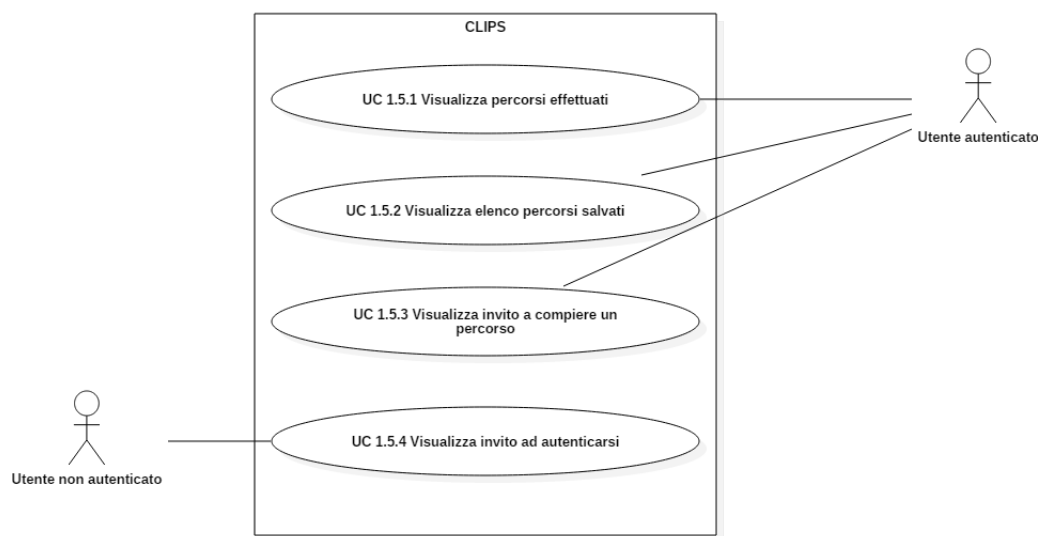 CLIPS
UC 1.5.1 Visualizza percorsi effettuati
Utente autenticato
UC 1.5.2 Visualizza elenco percorsi salvati
UC 1.5.3 Visualizza invito a compiere un
percorso
UC 1.5.4 Visualizza invito ad autenticarsi
Utente non autenticato